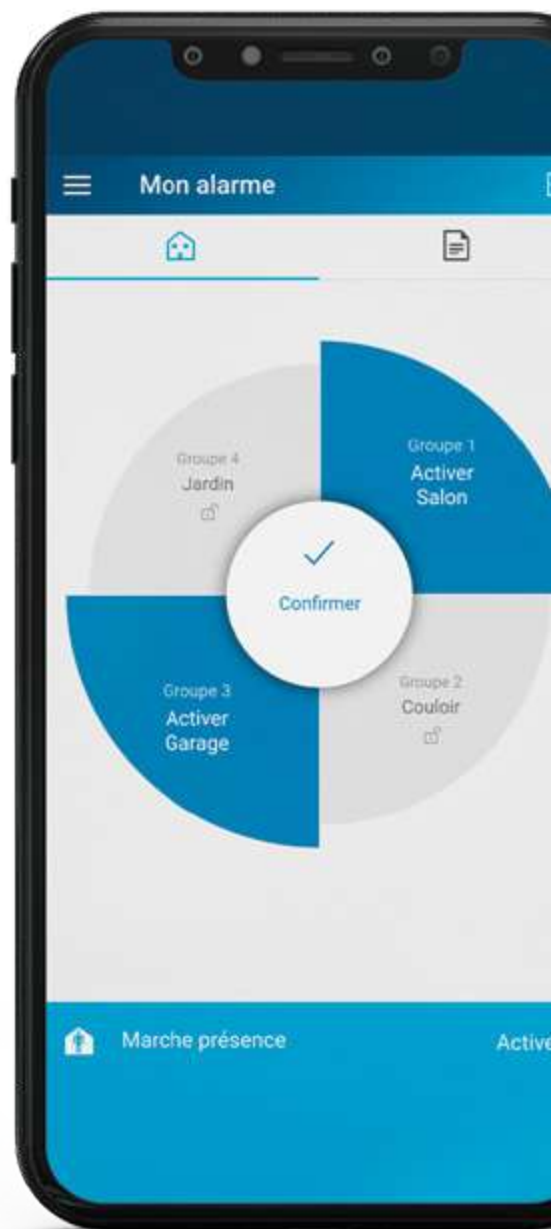 Mon alarme
Groupe 4
Jardin
Groupe 1
Activer
Salon
Confirmer
Groupe 3
Activer
Garage
Groupe 2
Couloir
Marche présence
Active